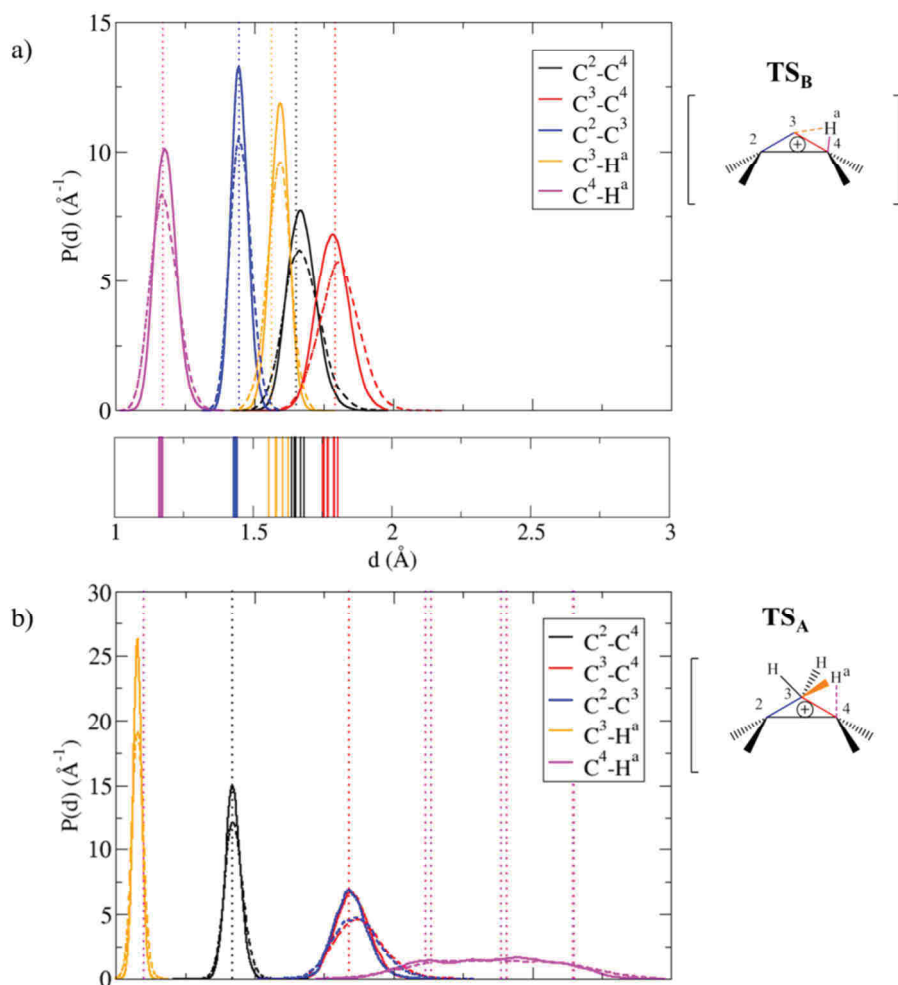 a)
15
10
5
0
P(d) (Å⁻¹)
C²-C⁴
C³-C⁴
C²-C³
C³-Hᵃ
C⁴-Hᵃ
TS_B
2
3
Hᵃ
4
+
1
1.5
2
2.5
3
d (Å)
b)
30
25
20
15
10
5
0
P(d) (Å⁻¹)
C²-C⁴
C³-C⁴
C²-C³
C³-Hᵃ
C⁴-Hᵃ
TS_A
H
H
Hᵃ
2
3
4
+